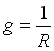 g = 1/R